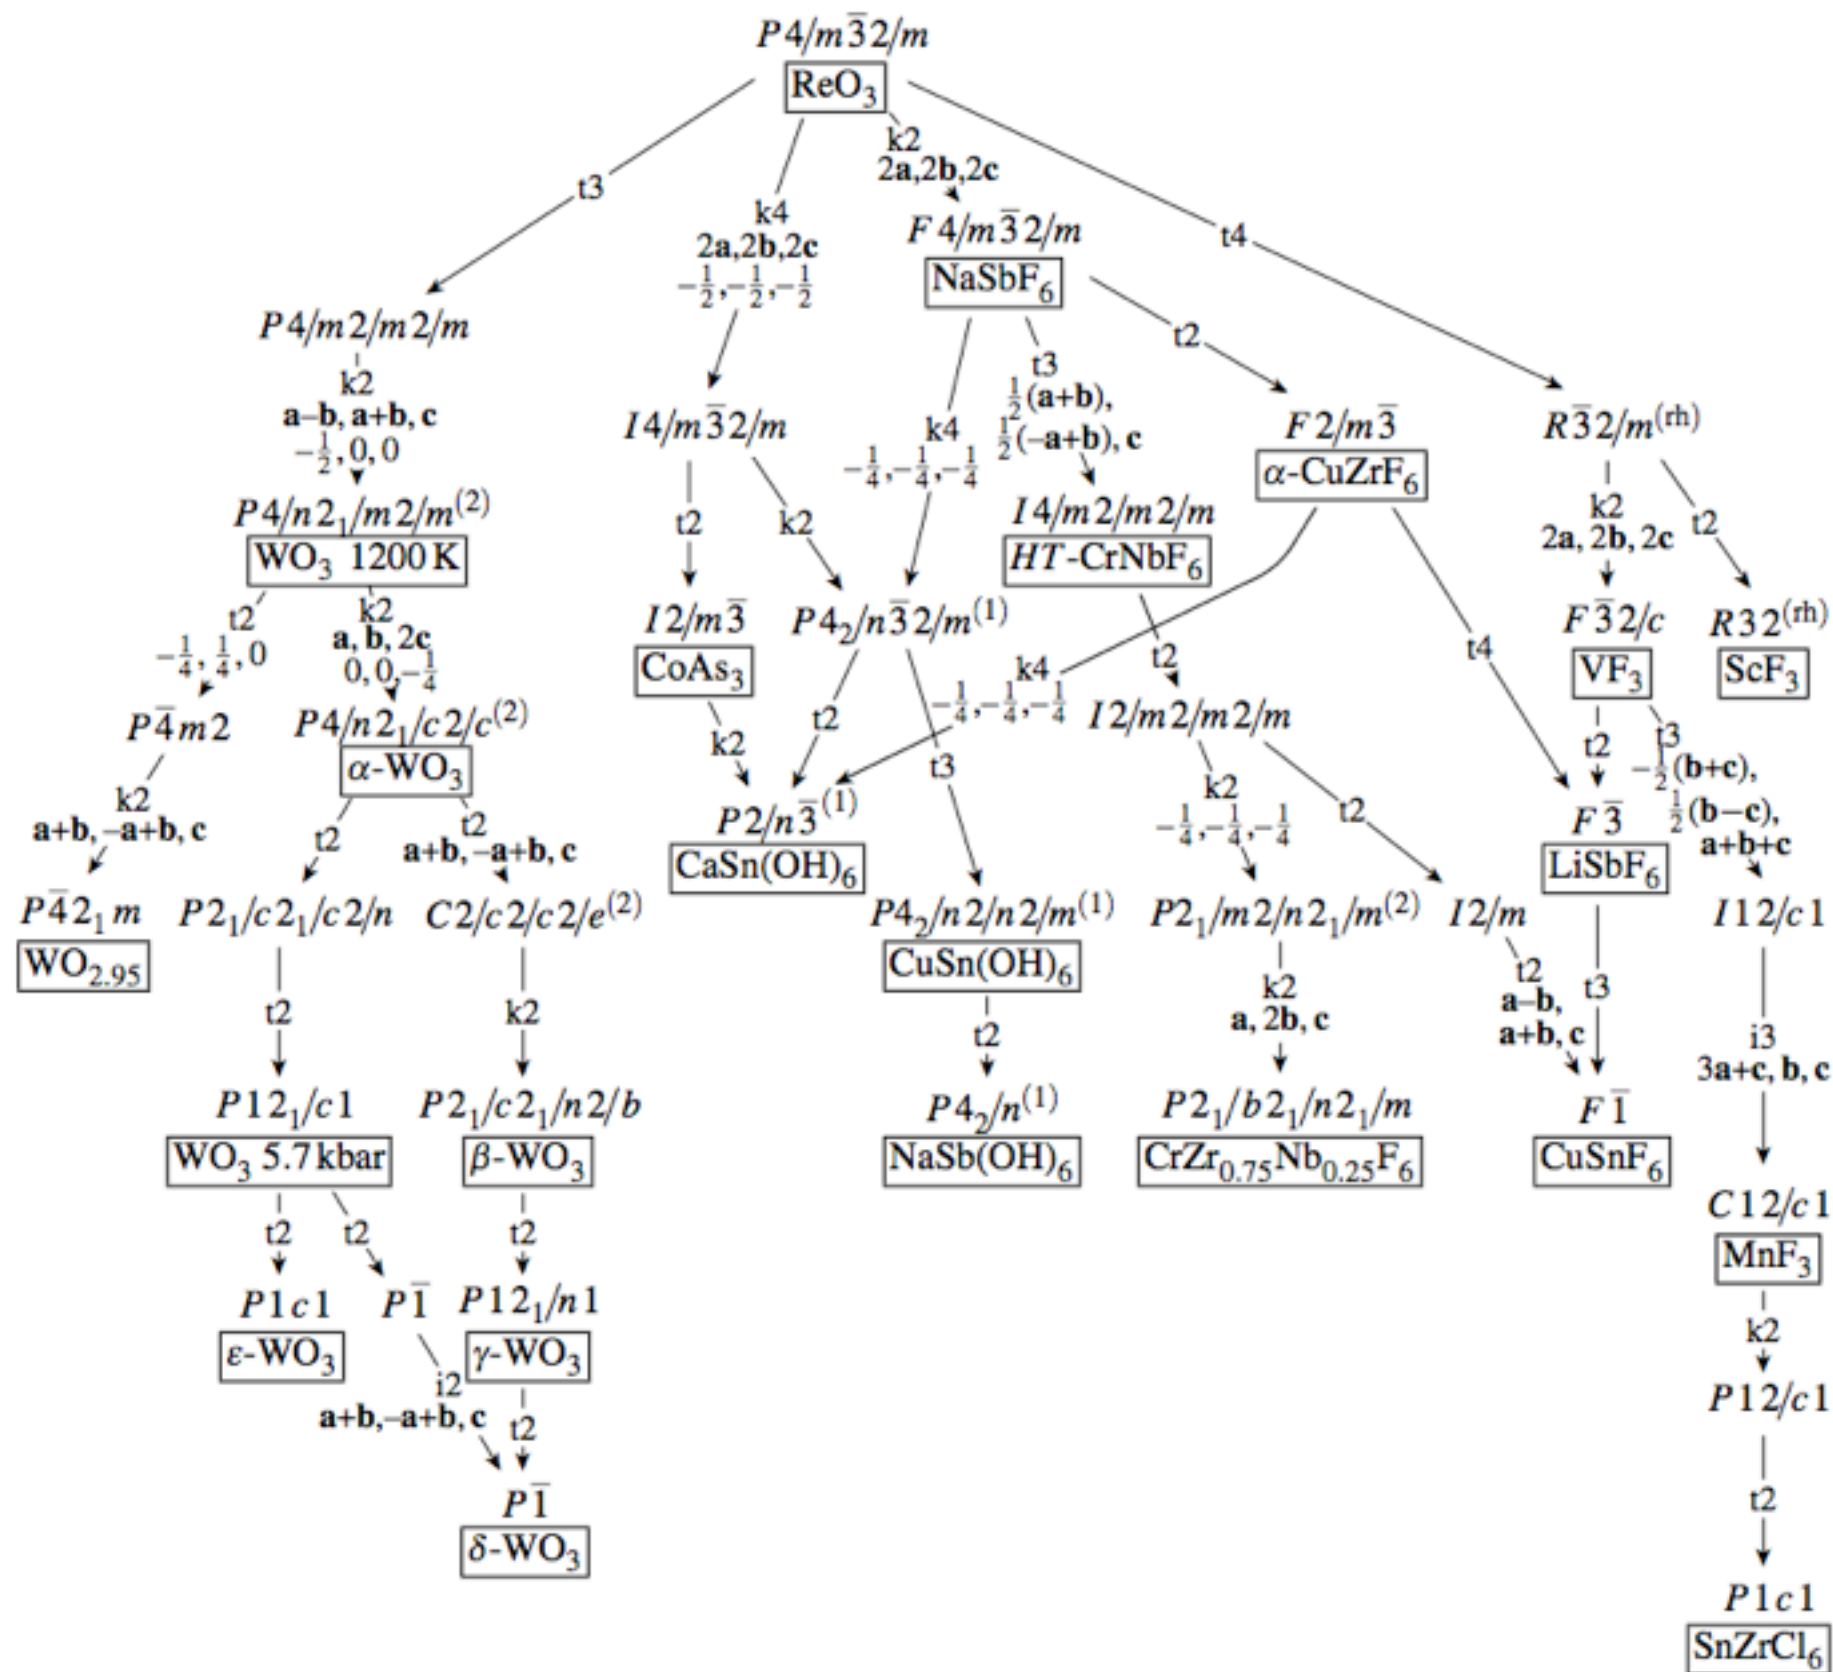 P4/m3̅2/m
ReO₃
t3
k4
2a,2b,2c
−½,−½,−½
k2
2a,2b,2c
t4
P4/m2/m2/m
k2
a–b, a+b, c
−½, 0, 0
P4/n2₁/m2/m⁽²⁾
WO₃ 1200 K
t2
−¼, ¼, 0
k2
a, b, 2c
0, 0,−¼
P4̅m2
k2
a+b, –a+b, c
P4̅2₁m
WO₂.₉₅
P4/n2₁/c2/c⁽²⁾
α-WO₃
t2
t2
a+b, –a+b, c
P2₁/c2₁/c2/n
t2
P12₁/c1
WO₃ 5.7 kbar
t2
t2
P1c1
ε-WO₃
P1̅
i2
a+b,–a+b, c
C2/c2/c2/e⁽²⁾
k2
P2₁/c2₁/n2/b
β-WO₃
t2
P12₁/n1
γ-WO₃
t2
P1̅
δ-WO₃
I4/m3̅2/m
t2
k2
I2/m3̅
CoAs₃
k2
F4/m3̅2/m
NaSbF₆
k4
−¼,−¼,−¼
t3
½(a+b),
½(−a+b), c
t2
P4₂/n3̅2/m⁽¹⁾
t2
t3
P2/n3̅⁽¹⁾
CaSn(OH)₆
P4₂/n2/n2/m⁽¹⁾
CuSn(OH)₆
t2
P4₂/n⁽¹⁾
NaSb(OH)₆
I4/m2/m2/m
HT-CrNbF₆
t2
I2/m2/m2/m
k2
−¼,−¼,−¼
t2
P2₁/m2/n2₁/m⁽²⁾
k2
a, 2b, c
P2₁/b2₁/n2₁/m
CrZr₀.₇₅Nb₀.₂₅F₆
I2/m
t2
a–b,
a+b, c
F2/m3̅
α-CuZrF₆
k4
−¼,−¼,−¼
t4
R3̅2/m⁽ʳʰ⁾
k2
2a, 2b, 2c
t2
F3̅2/c
VF₃
R32⁽ʳʰ⁾
ScF₃
t2
t3
−½(b+c),
½(b−c),
a+b+c
F3̅
LiSbF₆
t3
F1̅
CuSnF₆
I12/c1
i3
3a+c, b, c
C12/c1
MnF₃
k2
P12/c1
t2
P1c1
SnZrCl₆